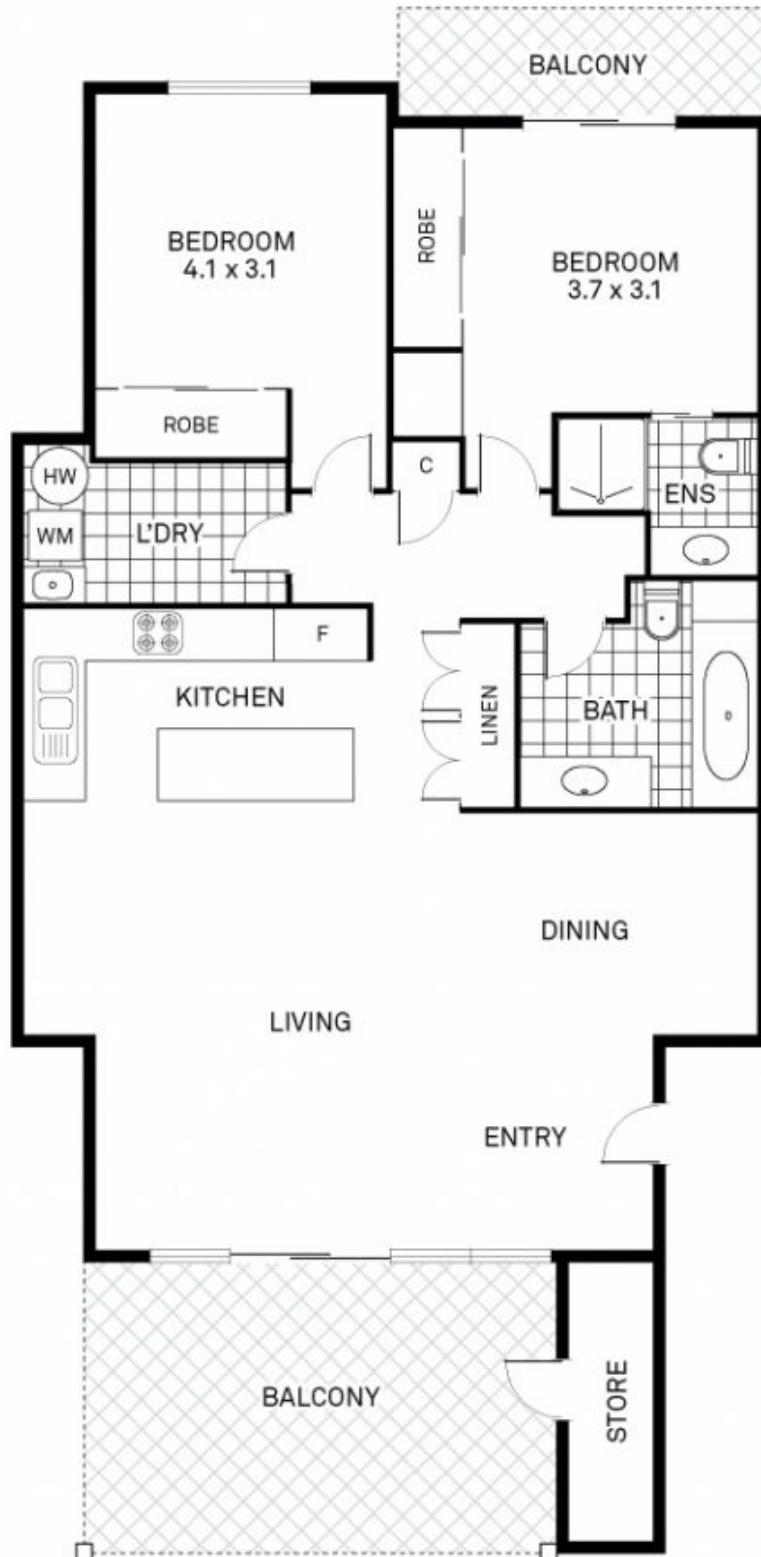 BALCONY
BEDROOM
4.1 x 3.1
ROBE
BEDROOM
3.7 x 3.1
ROBE
HW
WM
L'DRY
C
ENS
F
KITCHEN
LINEN
BATH
DINING
LIVING
ENTRY
BALCONY
STORE